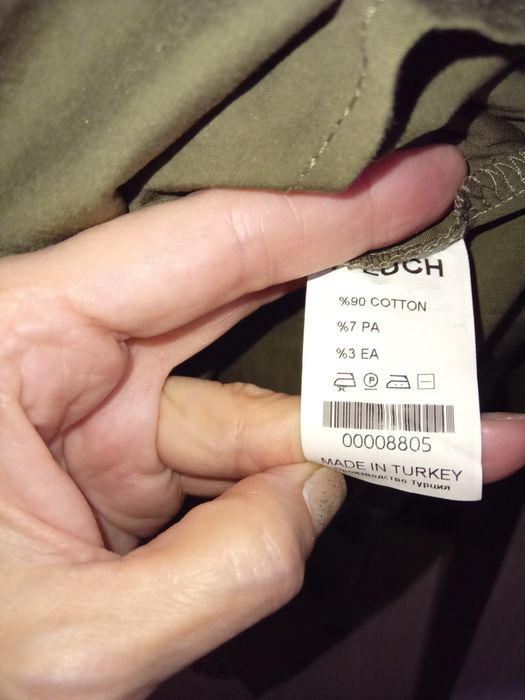 %90 COTTON
%7 PA
%3 EA
P
00008805
MADE IN TURKEY
Производство Турция